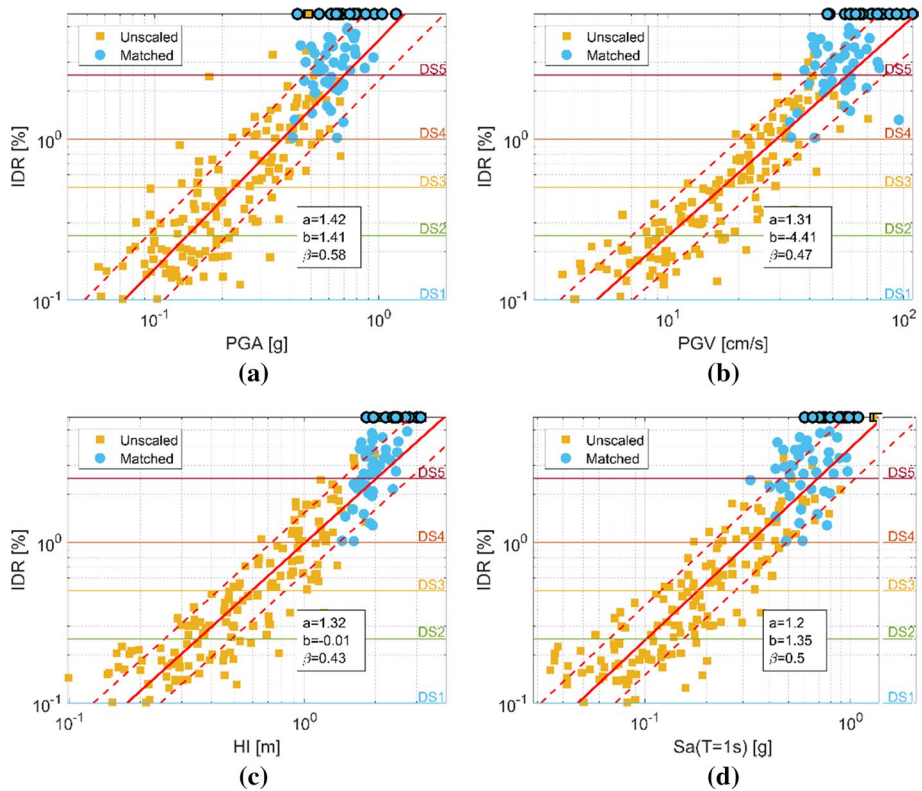 Unscaled
Matched
DS5
DS4
DS3
DS2
DS1
a=1.42
b=1.41
β=0.58
10⁰
10⁻¹
IDR [%]
10⁻¹
10⁰
PGA [g]
(a)
Unscaled
Matched
DS5
DS4
DS3
DS2
DS1
a=1.31
b=-4.41
β=0.47
10⁰
10⁻¹
IDR [%]
10¹
10²
PGV [cm/s]
(b)
Unscaled
Matched
DS5
DS4
DS3
DS2
DS1
a=1.32
b=-0.01
β=0.43
10⁰
10⁻¹
IDR [%]
10⁻¹
10⁰
HI [m]
(c)
Unscaled
Matched
DS5
DS4
DS3
DS2
DS1
a=1.2
b=1.35
β=0.5
10⁰
10⁻¹
IDR [%]
10⁻¹
10⁰
Sa(T=1s) [g]
(d)